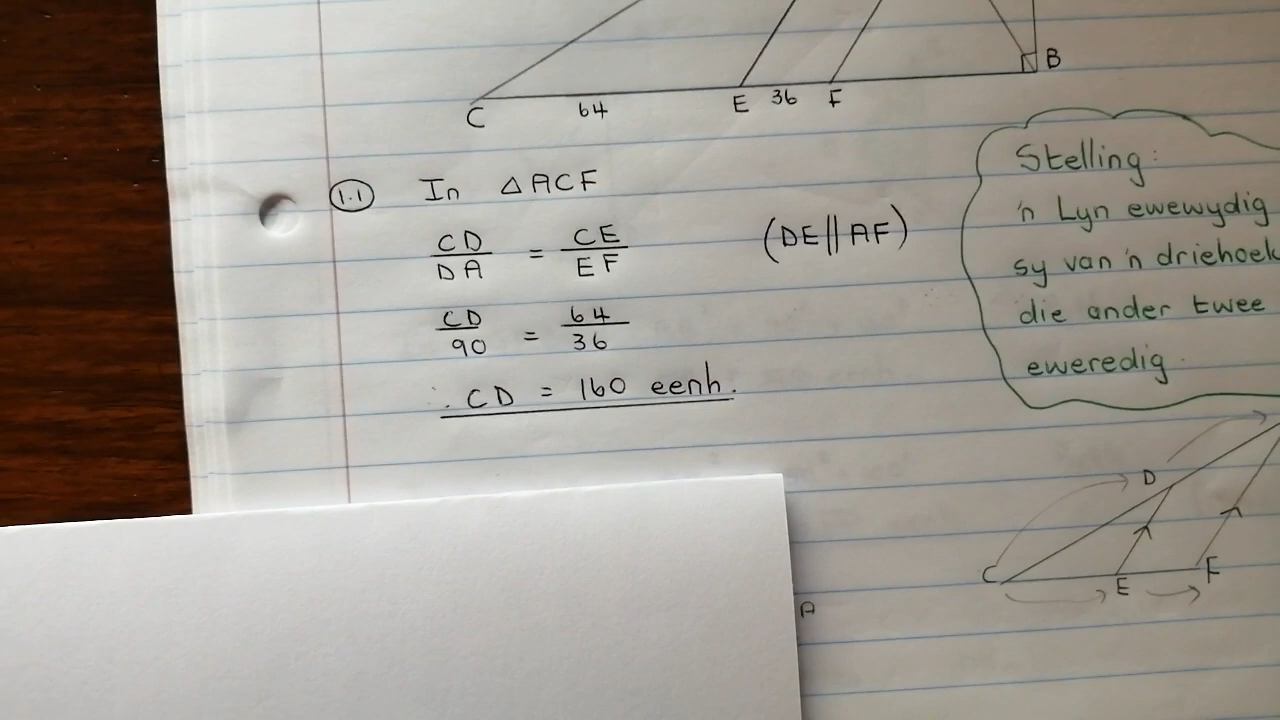 B
C 64 E 36 F
1.1 In △ACF
CD/DA = CE/EF (DE||AF)
CD/90 = 64/36
∴ CD = 160 eenh.
Stelling:
'n Lyn ewewydig
sy van 'n driehoek
die ander twee
eweredig.
D
C E F
A